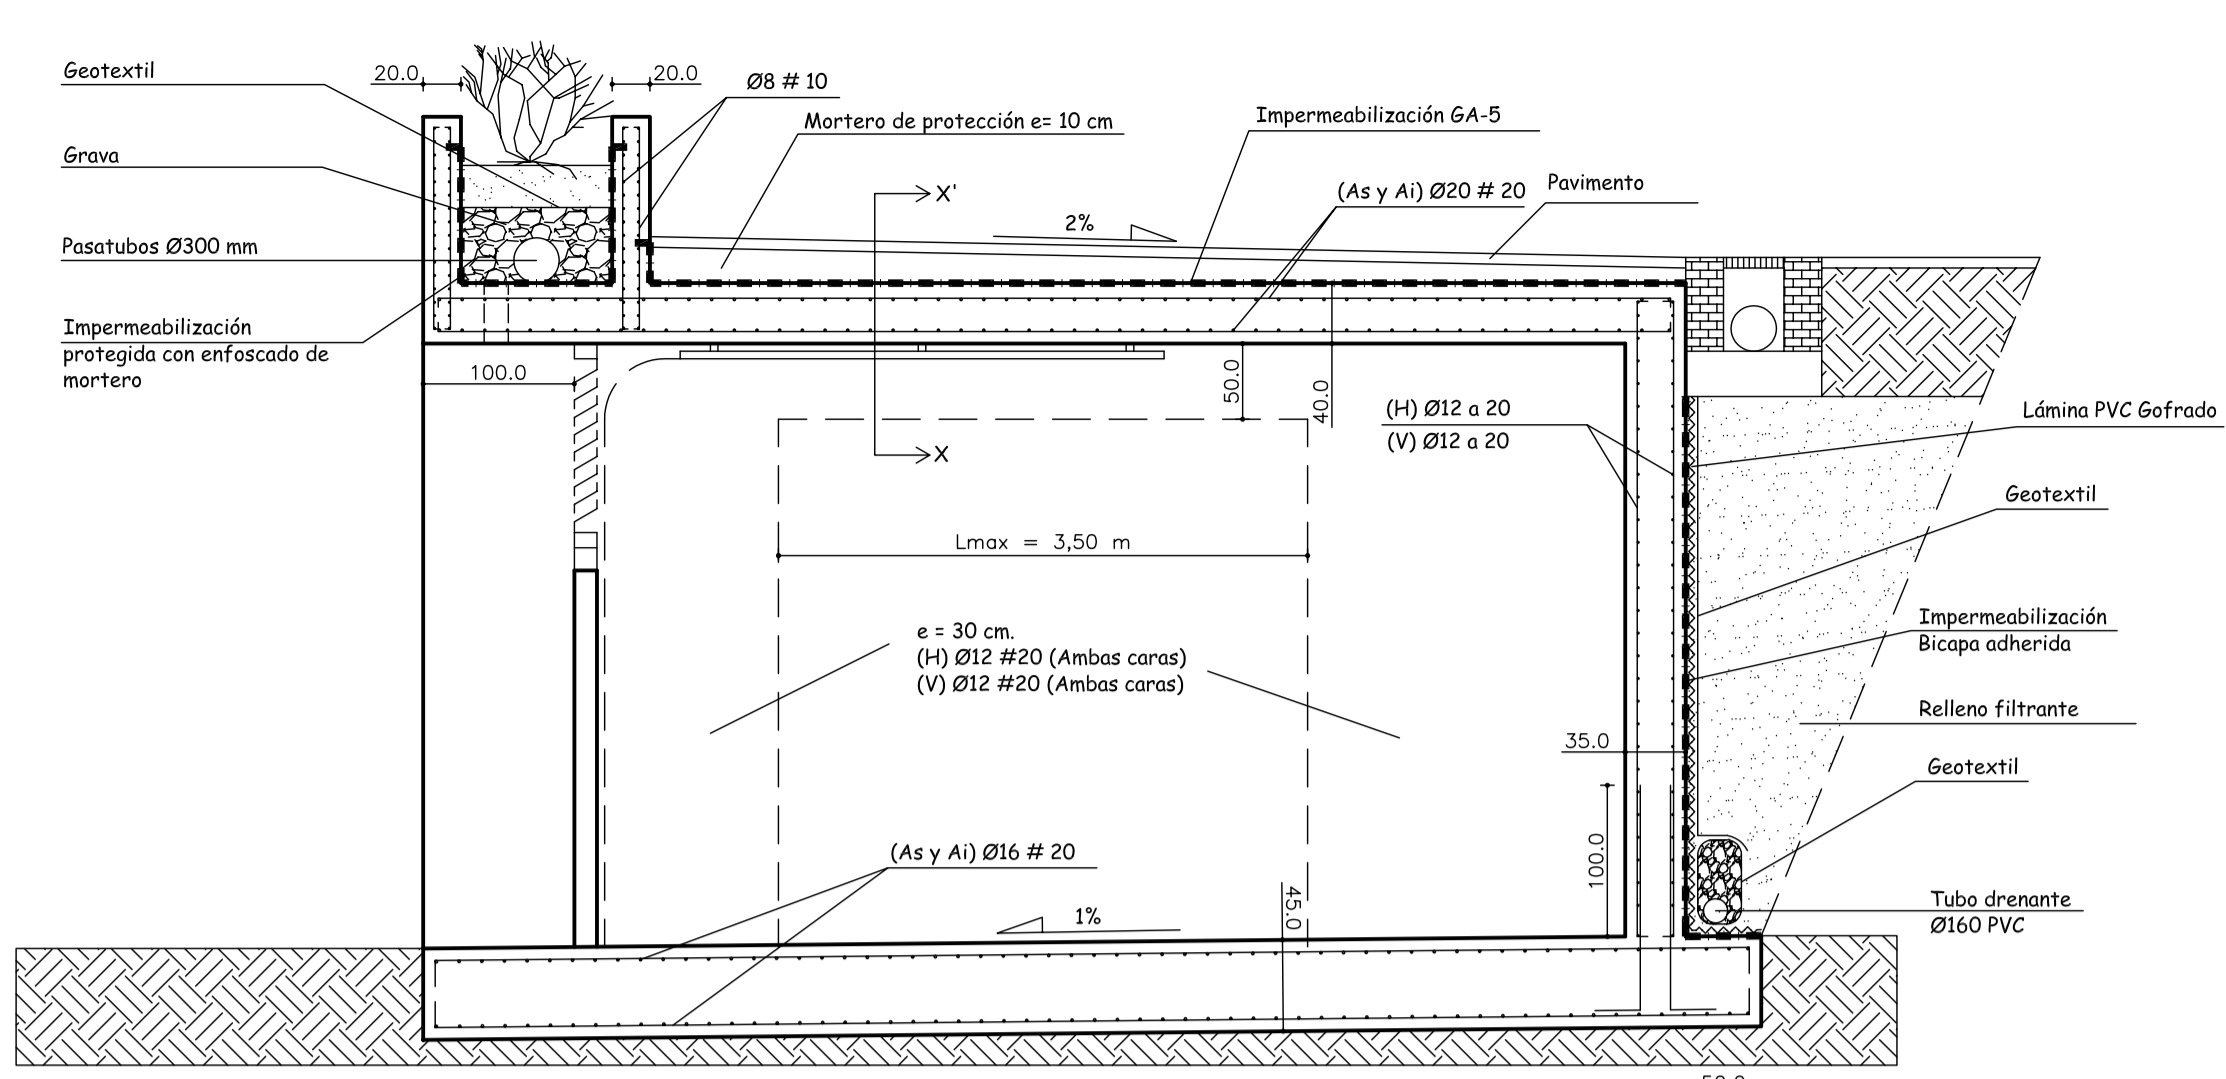 Geotextil
20.0
20.0
Ø8 # 10
Mortero de protección e= 10 cm
Impermeabilización GA-5
Grava
(As y Ai) Ø20 # 20
Pavimento
X'
2%
Pasatubos Ø300 mm
Impermeabilización
protegida con enfoscado de
mortero
100.0
50.0
40.0
(H) Ø12 a 20
(V) Ø12 a 20
Lámina PVC Gofrado
X
Geotextil
Lmax = 3,50 m
e = 30 cm.
(H) Ø12 #20 (Ambas caras)
(V) Ø12 #20 (Ambas caras)
Impermeabilización
Bicapa adherida
Relleno filtrante
35.0
Geotextil
100.0
(As y Ai) Ø16 # 20
45.0
1%
Tubo drenante
Ø160 PVC